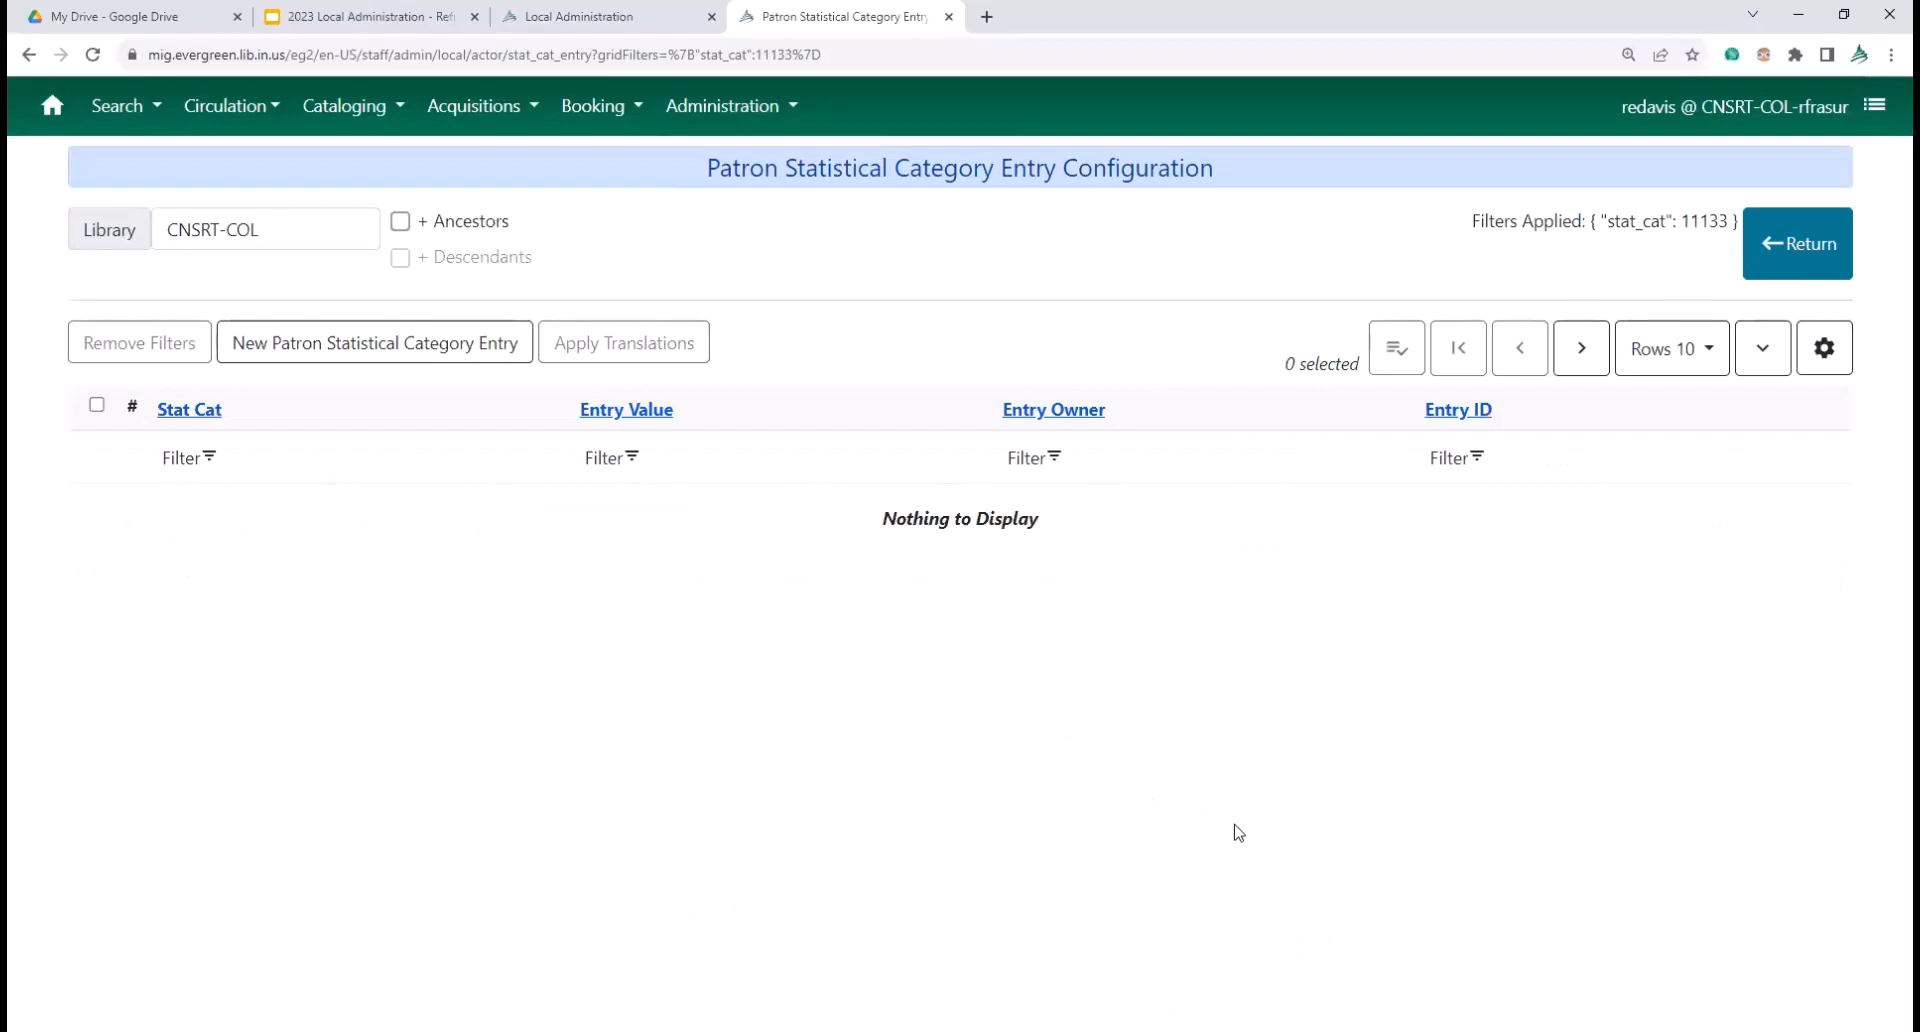 My Drive - Google Drive
2023 Local Administration - Ref
Local Administration
Patron Statistical Category Entry
mig.evergreen.lib.in.us/eg2/en-US/staff/admin/local/actor/stat_cat_entry?gridFilters=%7B"stat_cat":11133%7D
Search Circulation Cataloging Acquisitions Booking Administration redavis @ CNSRT-COL-rfrasur
Patron Statistical Category Entry Configuration
Library CNSRT-COL + Ancestors Filters Applied: { "stat_cat": 11133 } Return
+ Descendants
Remove Filters New Patron Statistical Category Entry Apply Translations 0 selected Rows 10
# Stat Cat Entry Value Entry Owner Entry ID
Filter Filter Filter Filter
Nothing to Display